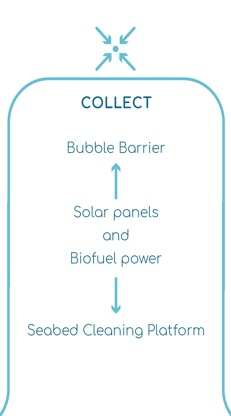 COLLECT
Bubble Barrier
Solar panels
and
Biofuel power
Seabed Cleaning Platform